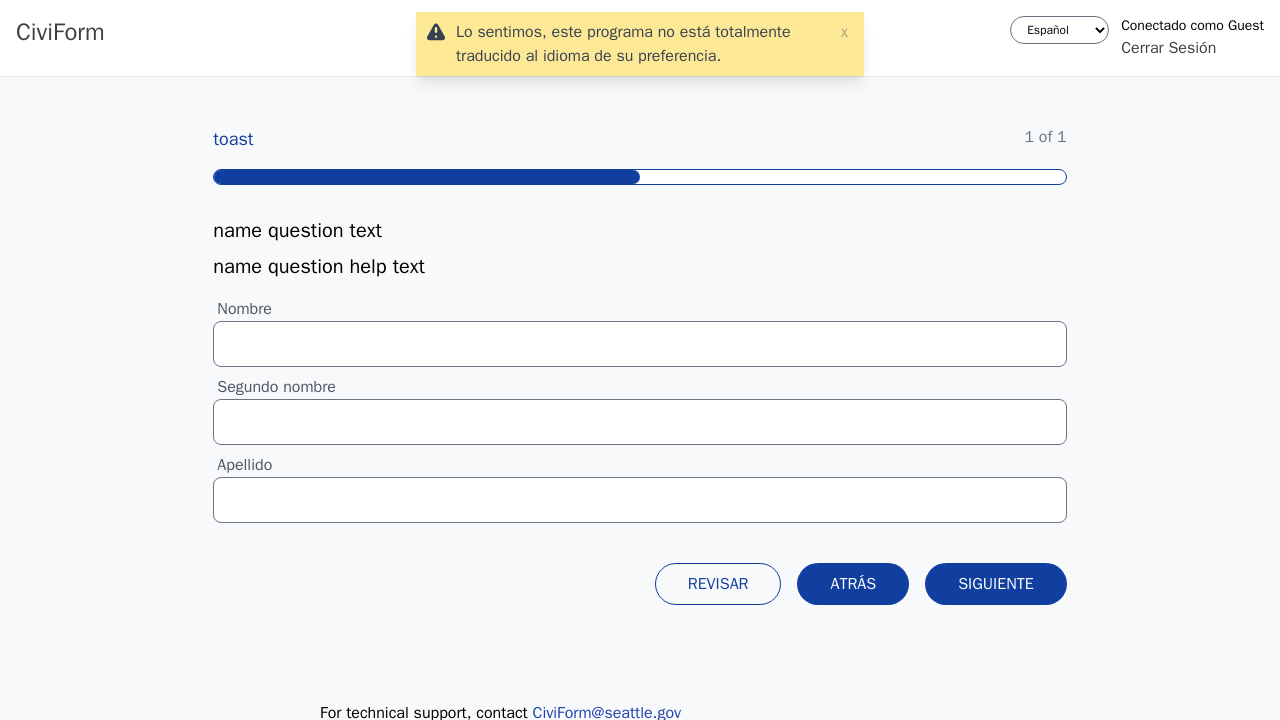 CiviForm
Lo sentimos, este programa no está totalmente
traducido al idioma de su preferencia.
x
Español
Conectado como Guest
Cerrar Sesión
toast
1 of 1
name question text
name question help text
Nombre
Segundo nombre
Apellido
REVISAR
ATRÁS
SIGUIENTE
For technical support, contact CiviForm@seattle.gov